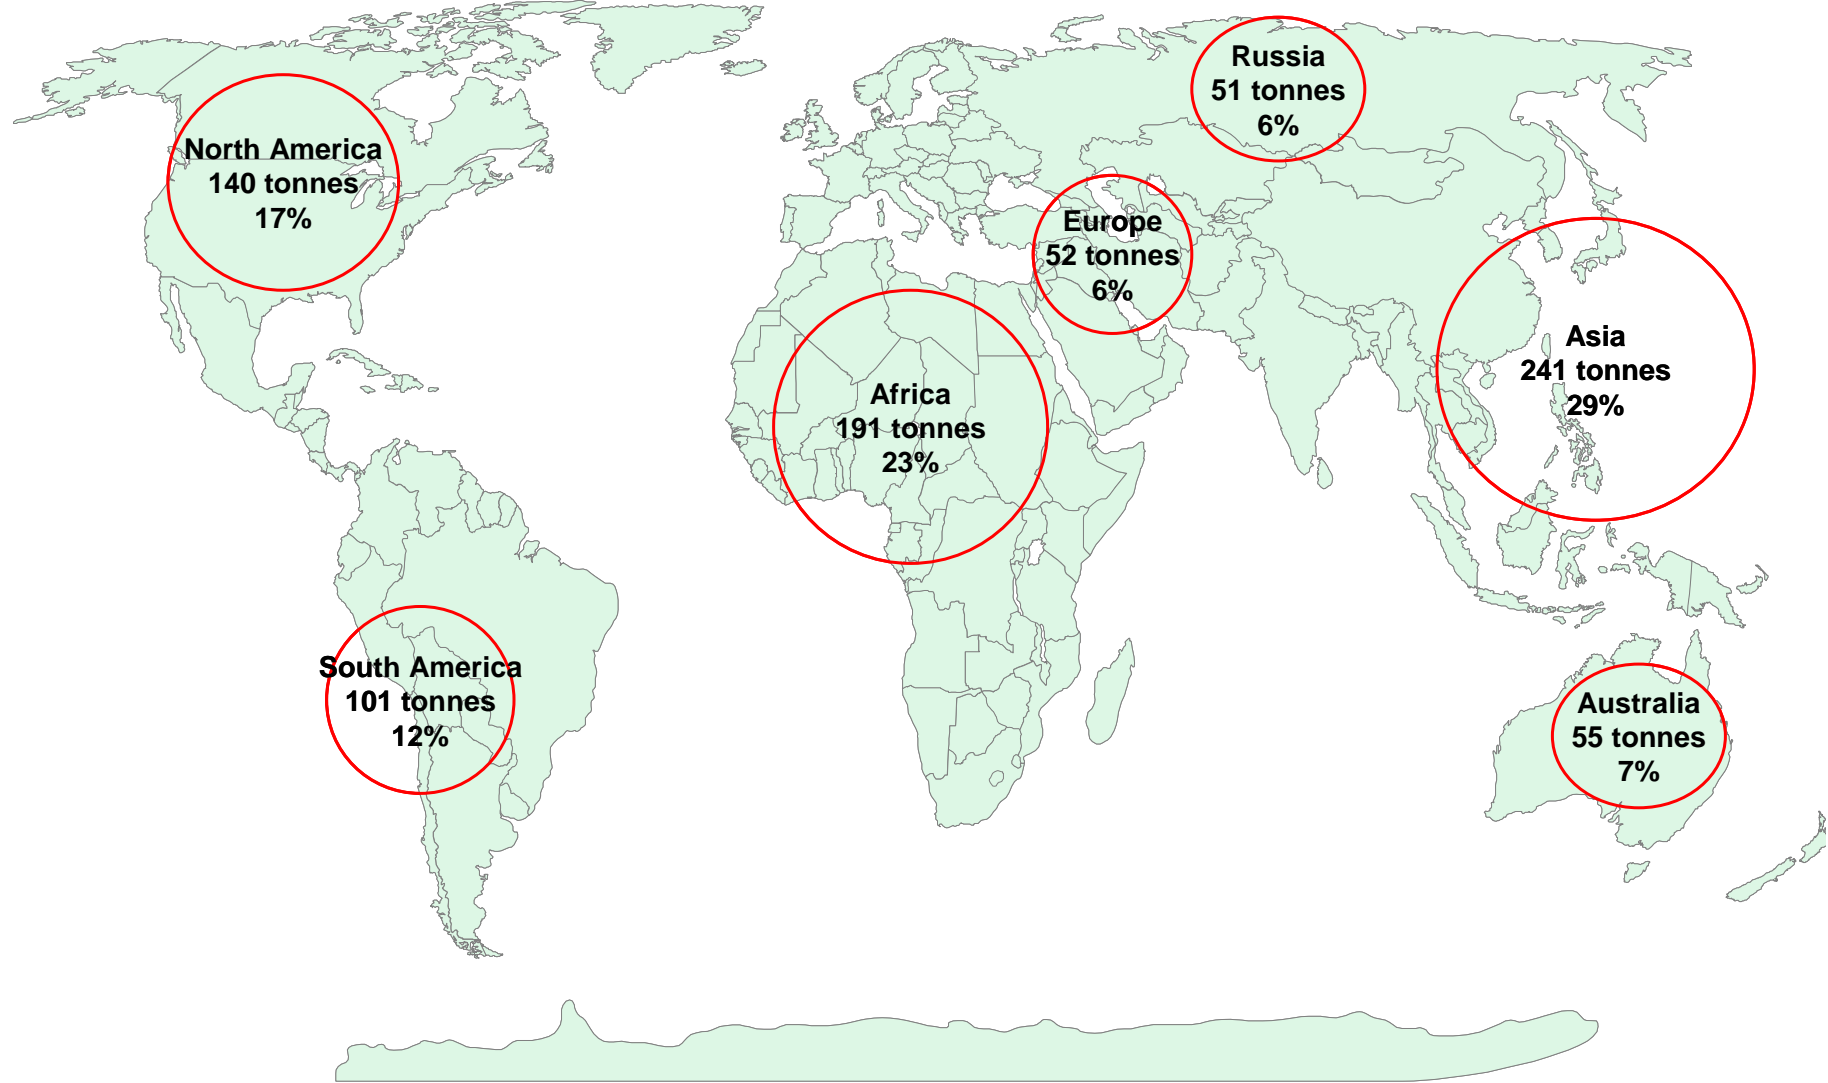 Russia
51 tonnes
6%
North America
140 tonnes
17%
Europe
52 tonnes
6%
Asia
241 tonnes
29%
Africa
191 tonnes
23%
South America
101 tonnes
12%
Australia
55 tonnes
7%